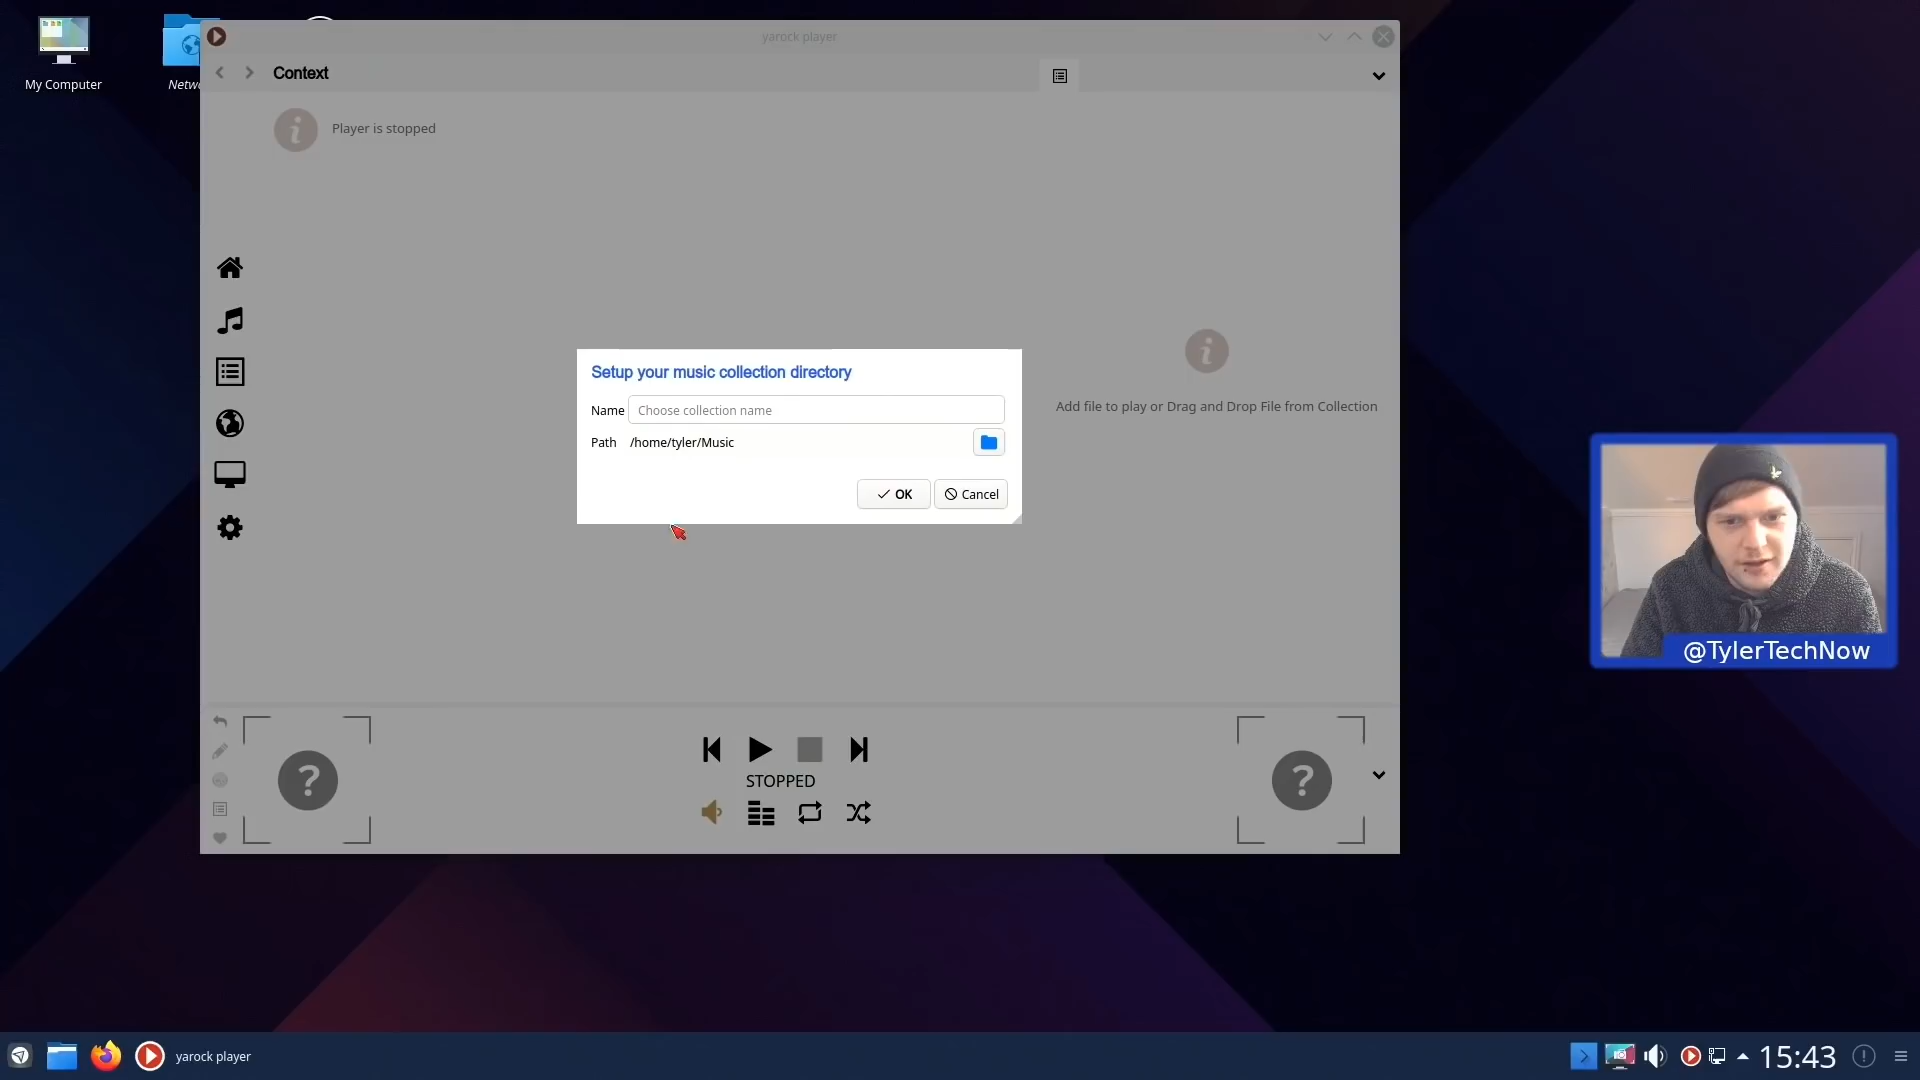 My Computer
Netwo
yarock player
Context
Player is stopped
Setup your music collection directory
Name Choose collection name
Path /home/tyler/Music
OK Cancel
Add file to play or Drag and Drop File from Collection
@TylerTechNow
?
STOPPED
?
yarock player
15:43